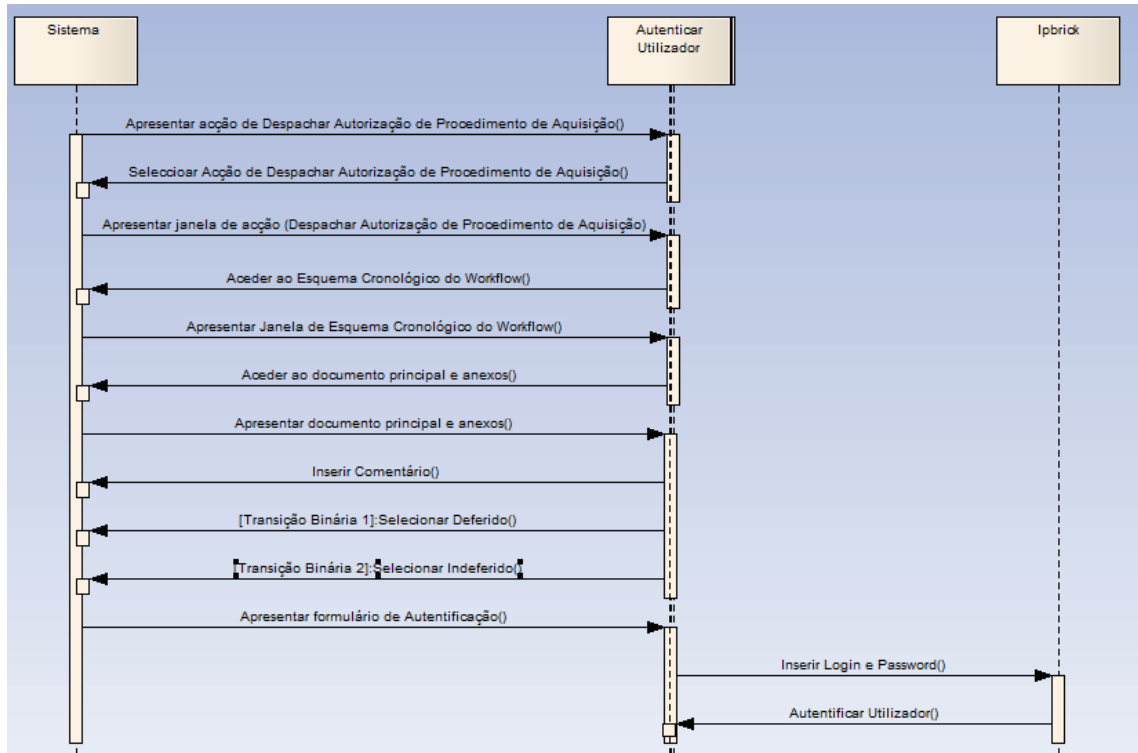 Sistema
Autenticar
Utilizador
Ipbrick
Apresentar acção de Despachar Autorização de Procedimento de Aquisição()
Seleccioar Acção de Despachar Autorização de Procedimento de Aquisição()
Apresentar janela de acção (Despachar Autorização de Procedimento de Aquisição)
Aceder ao Esquema Cronológico do Workflow()
Apresentar Janela de Esquema Cronológico do Workflow()
Aceder ao documento principal e anexos()
Apresentar documento principal e anexos()
Inserir Comentário()
[Transição Binária 1]:Selecionar Deferido()
[Transição Binária 2]:Selecionar Indeferido()
Apresentar formulário de Autentificação()
Inserir Login e Password()
Autentificar Utilizador()